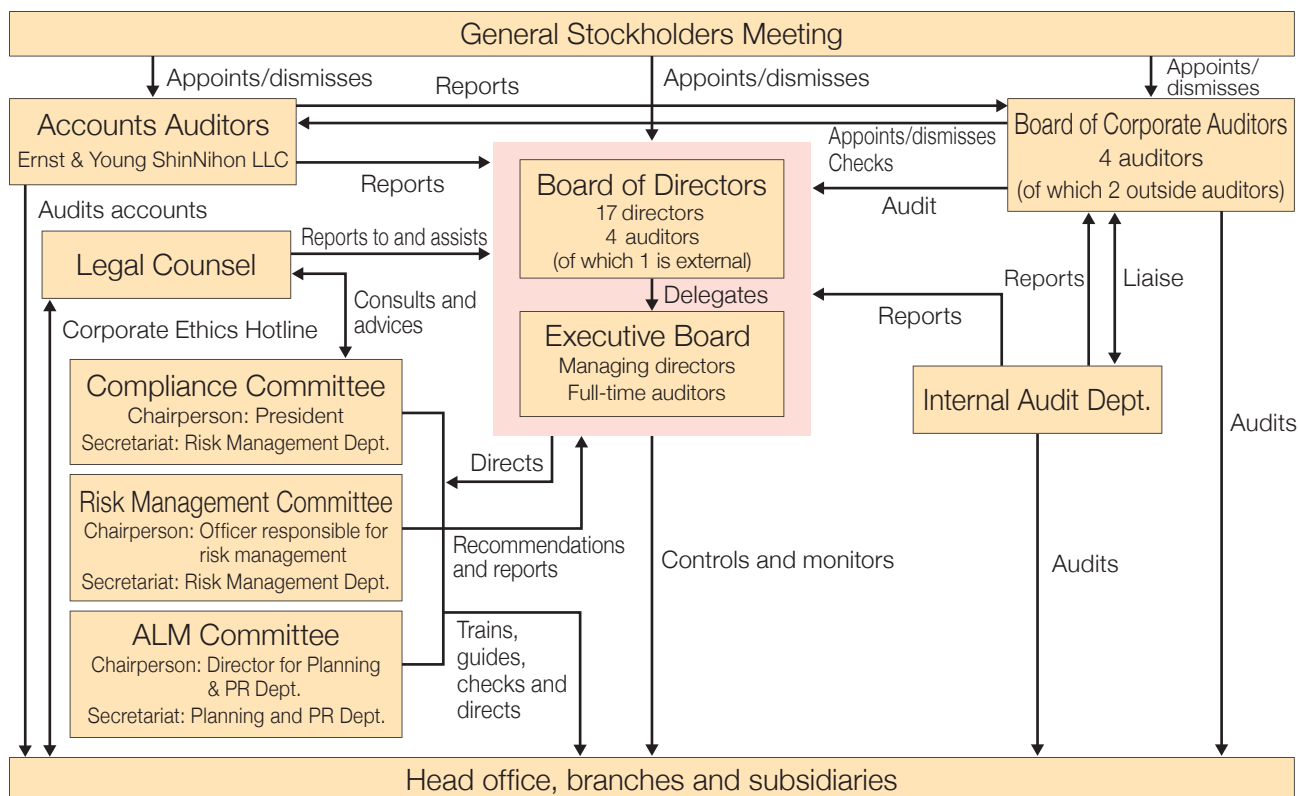 General Stockholders Meeting
Appoints/dismisses
Reports
Appoints/dismisses
Appoints/
dismisses
Accounts Auditors
Ernst & Young ShinNihon LLC
Board of Corporate Auditors
4 auditors
(of which 2 outside auditors)
Appoints/dismisses
Checks
Reports
Board of Directors
17 directors
4 auditors
(of which 1 is external)
Audit
Audits accounts
Legal Counsel
Reports to and assists
Delegates
Reports
Reports
Liaise
Consults and
advices
Corporate Ethics Hotline
Executive Board
Managing directors
Full-time auditors
Compliance Committee
Chairperson: President
Secretariat: Risk Management Dept.
Internal Audit Dept.
Audits
Directs
Risk Management Committee
Chairperson: Officer responsible for
risk management
Secretariat: Risk Management Dept.
Recommendations
and reports
Controls and monitors
Audits
ALM Committee
Chairperson: Director for Planning
& PR Dept.
Secretariat: Planning and PR Dept.
Trains,
guides,
checks and
directs
Head office, branches and subsidiaries